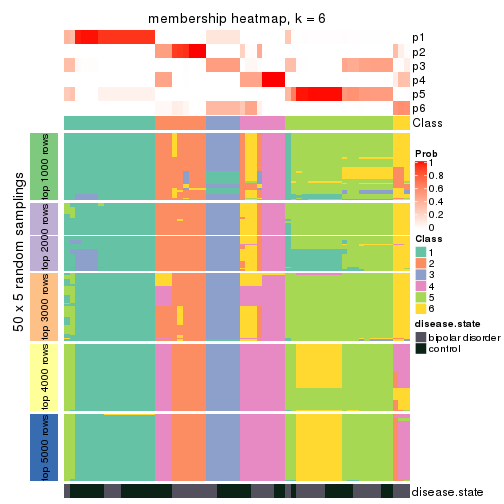 membership heatmap, k = 6
p1
p2
p3
p4
p5
p6
Class
50 x 5 random samplings
top 1000 rows
top 2000 rows
top 3000 rows
top 4000 rows
top 5000 rows
Prob
1
0.8
0.6
0.4
0.2
0
Class
1
2
3
4
5
6
disease.state
bipolar disorder
control
disease.state